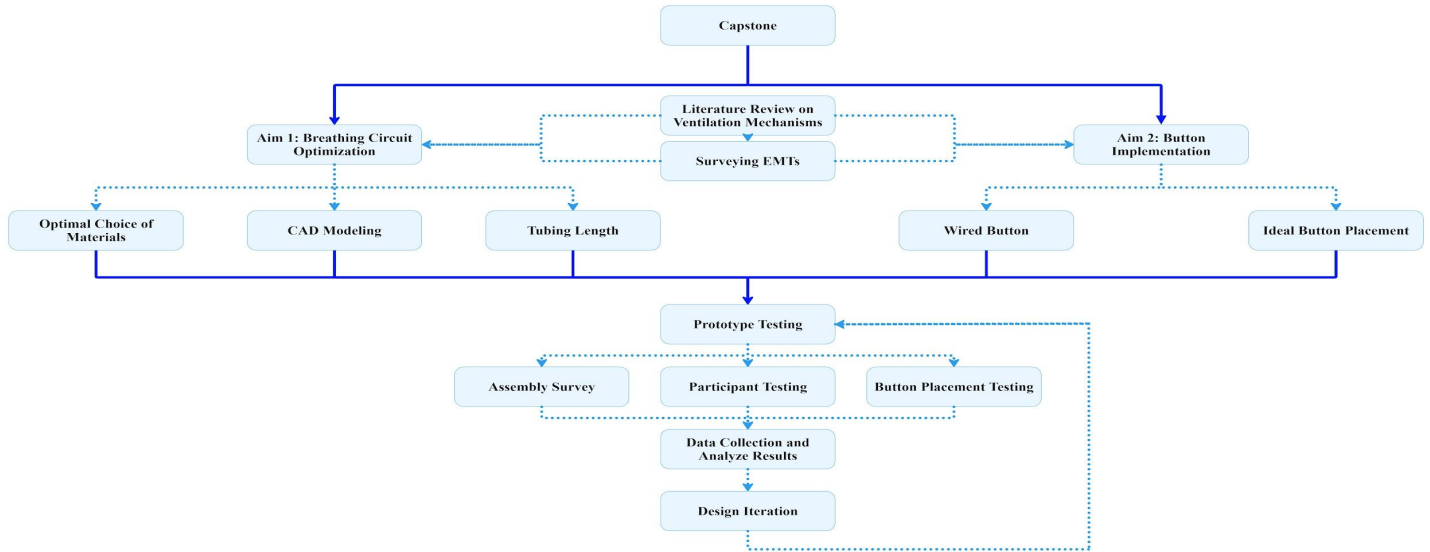 Capstone
Literature Review on
Ventilation Mechanisms
Aim 1: Breathing Circuit
Optimization
Surveying EMTs
Aim 2: Button
Implementation
Optimal Choice of
Materials
CAD Modeling
Tubing Length
Wired Button
Ideal Button Placement
Prototype Testing
Assembly Survey
Participant Testing
Button Placement Testing
Data Collection and
Analyze Results
Design Iteration